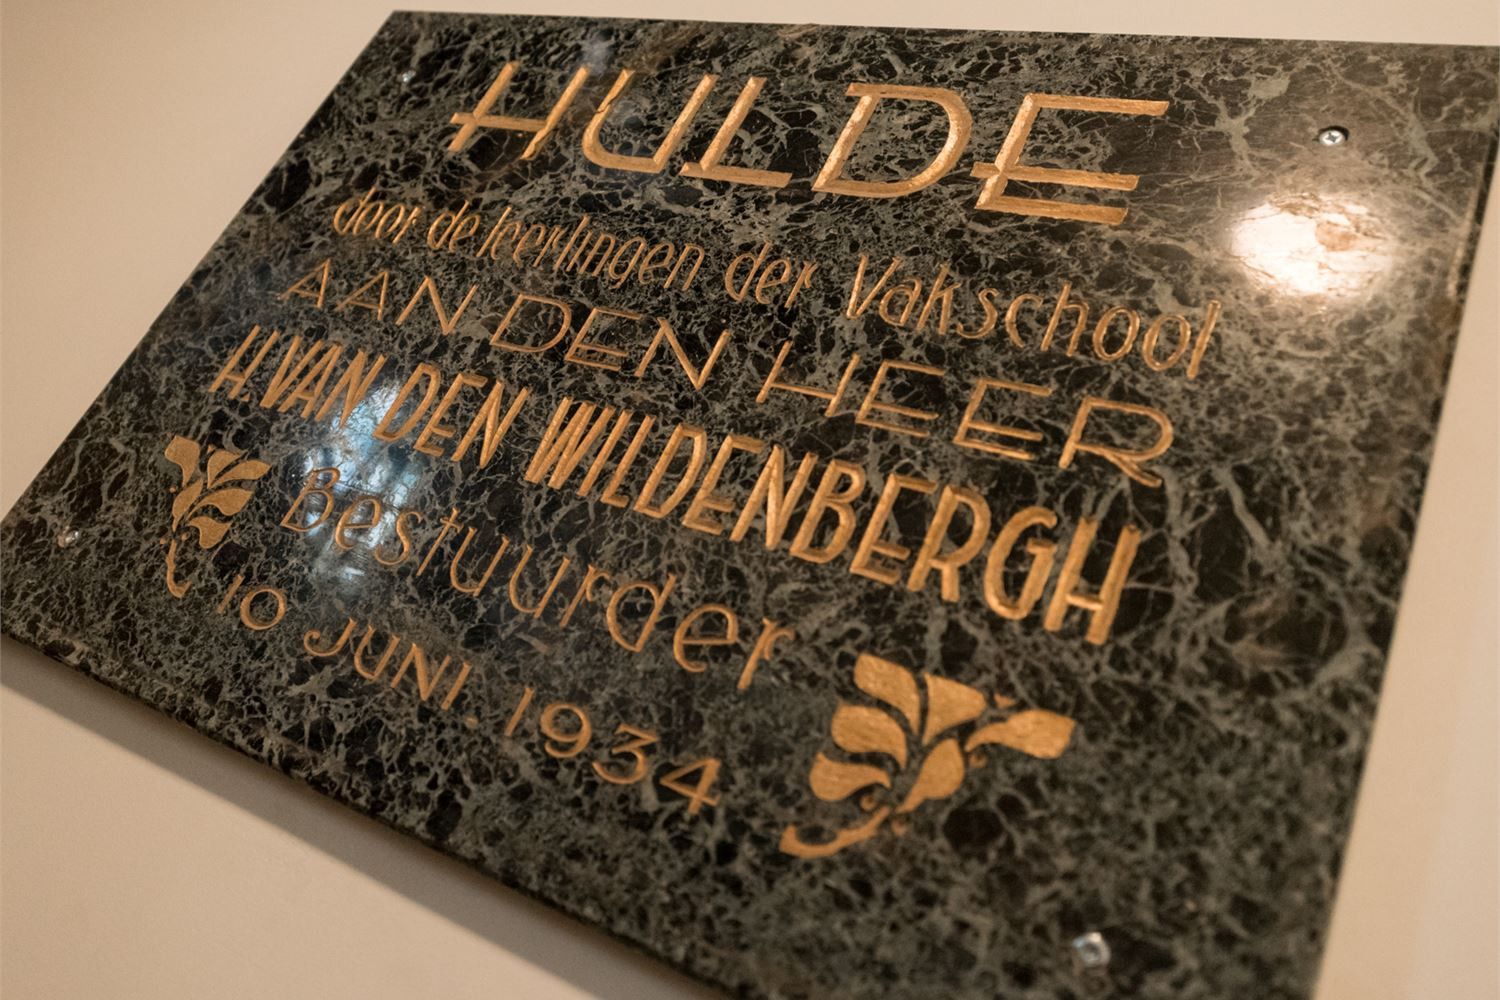 HULDE
door de leerlingen der Vakschool
AAN DEN HEER
H. VAN DEN WILDENBERGH
Bestuurder
10 JUNI. 1934